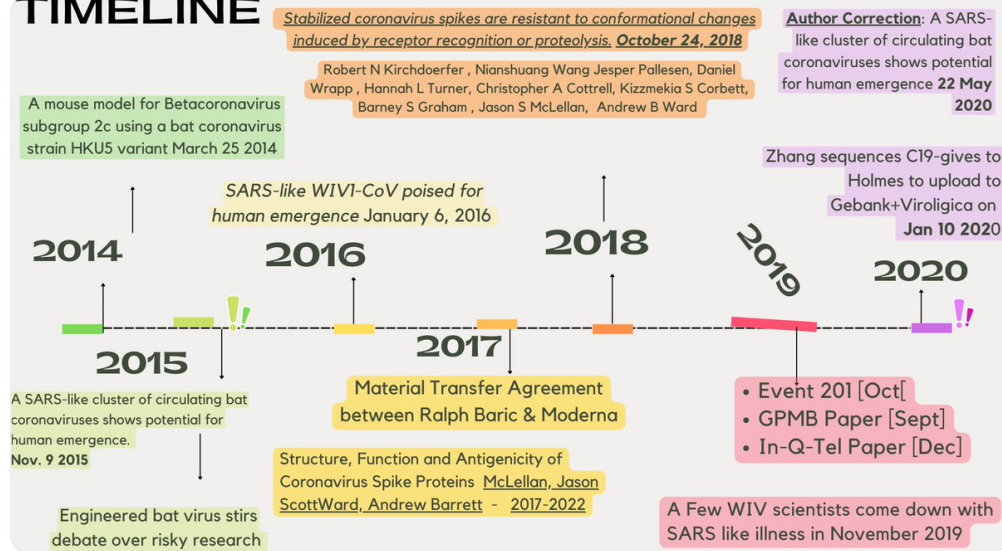 TIMELINE
Stabilized coronavirus spikes are resistant to conformational changes
induced by receptor recognition or proteolysis. October 24, 2018
Robert N Kirchdoerfer , Nianshuang Wang Jesper Pallesen, Daniel
Wrapp , Hannah L Turner, Christopher A Cottrell, Kizzmekia S Corbett,
Barney S Graham , Jason S McLellan, Andrew B Ward
Author Correction: A SARS-
like cluster of circulating bat
coronaviruses shows potential
for human emergence 22 May
2020
A mouse model for Betacoronavirus
subgroup 2c using a bat coronavirus
strain HKU5 variant March 25 2014
SARS-like WIV1-CoV poised for
human emergence January 6, 2016
Zhang sequences C19-gives to
Holmes to upload to
Gebank+Viroligica on
Jan 10 2020
2014
2016
2018
2019
2020
2015
2017
A SARS-like cluster of circulating bat
coronaviruses shows potential for
human emergence.
Nov. 9 2015
Engineered bat virus stirs
debate over risky research
Material Transfer Agreement
between Ralph Baric & Moderna
Structure, Function and Antigenicity of
Coronavirus Spike Proteins McLellan, Jason
ScottWard, Andrew Barrett - 2017-2022
• Event 201 [Oct[
• GPMB Paper [Sept]
• In-Q-Tel Paper [Dec]
A Few WIV scientists come down with
SARS like illness in November 2019